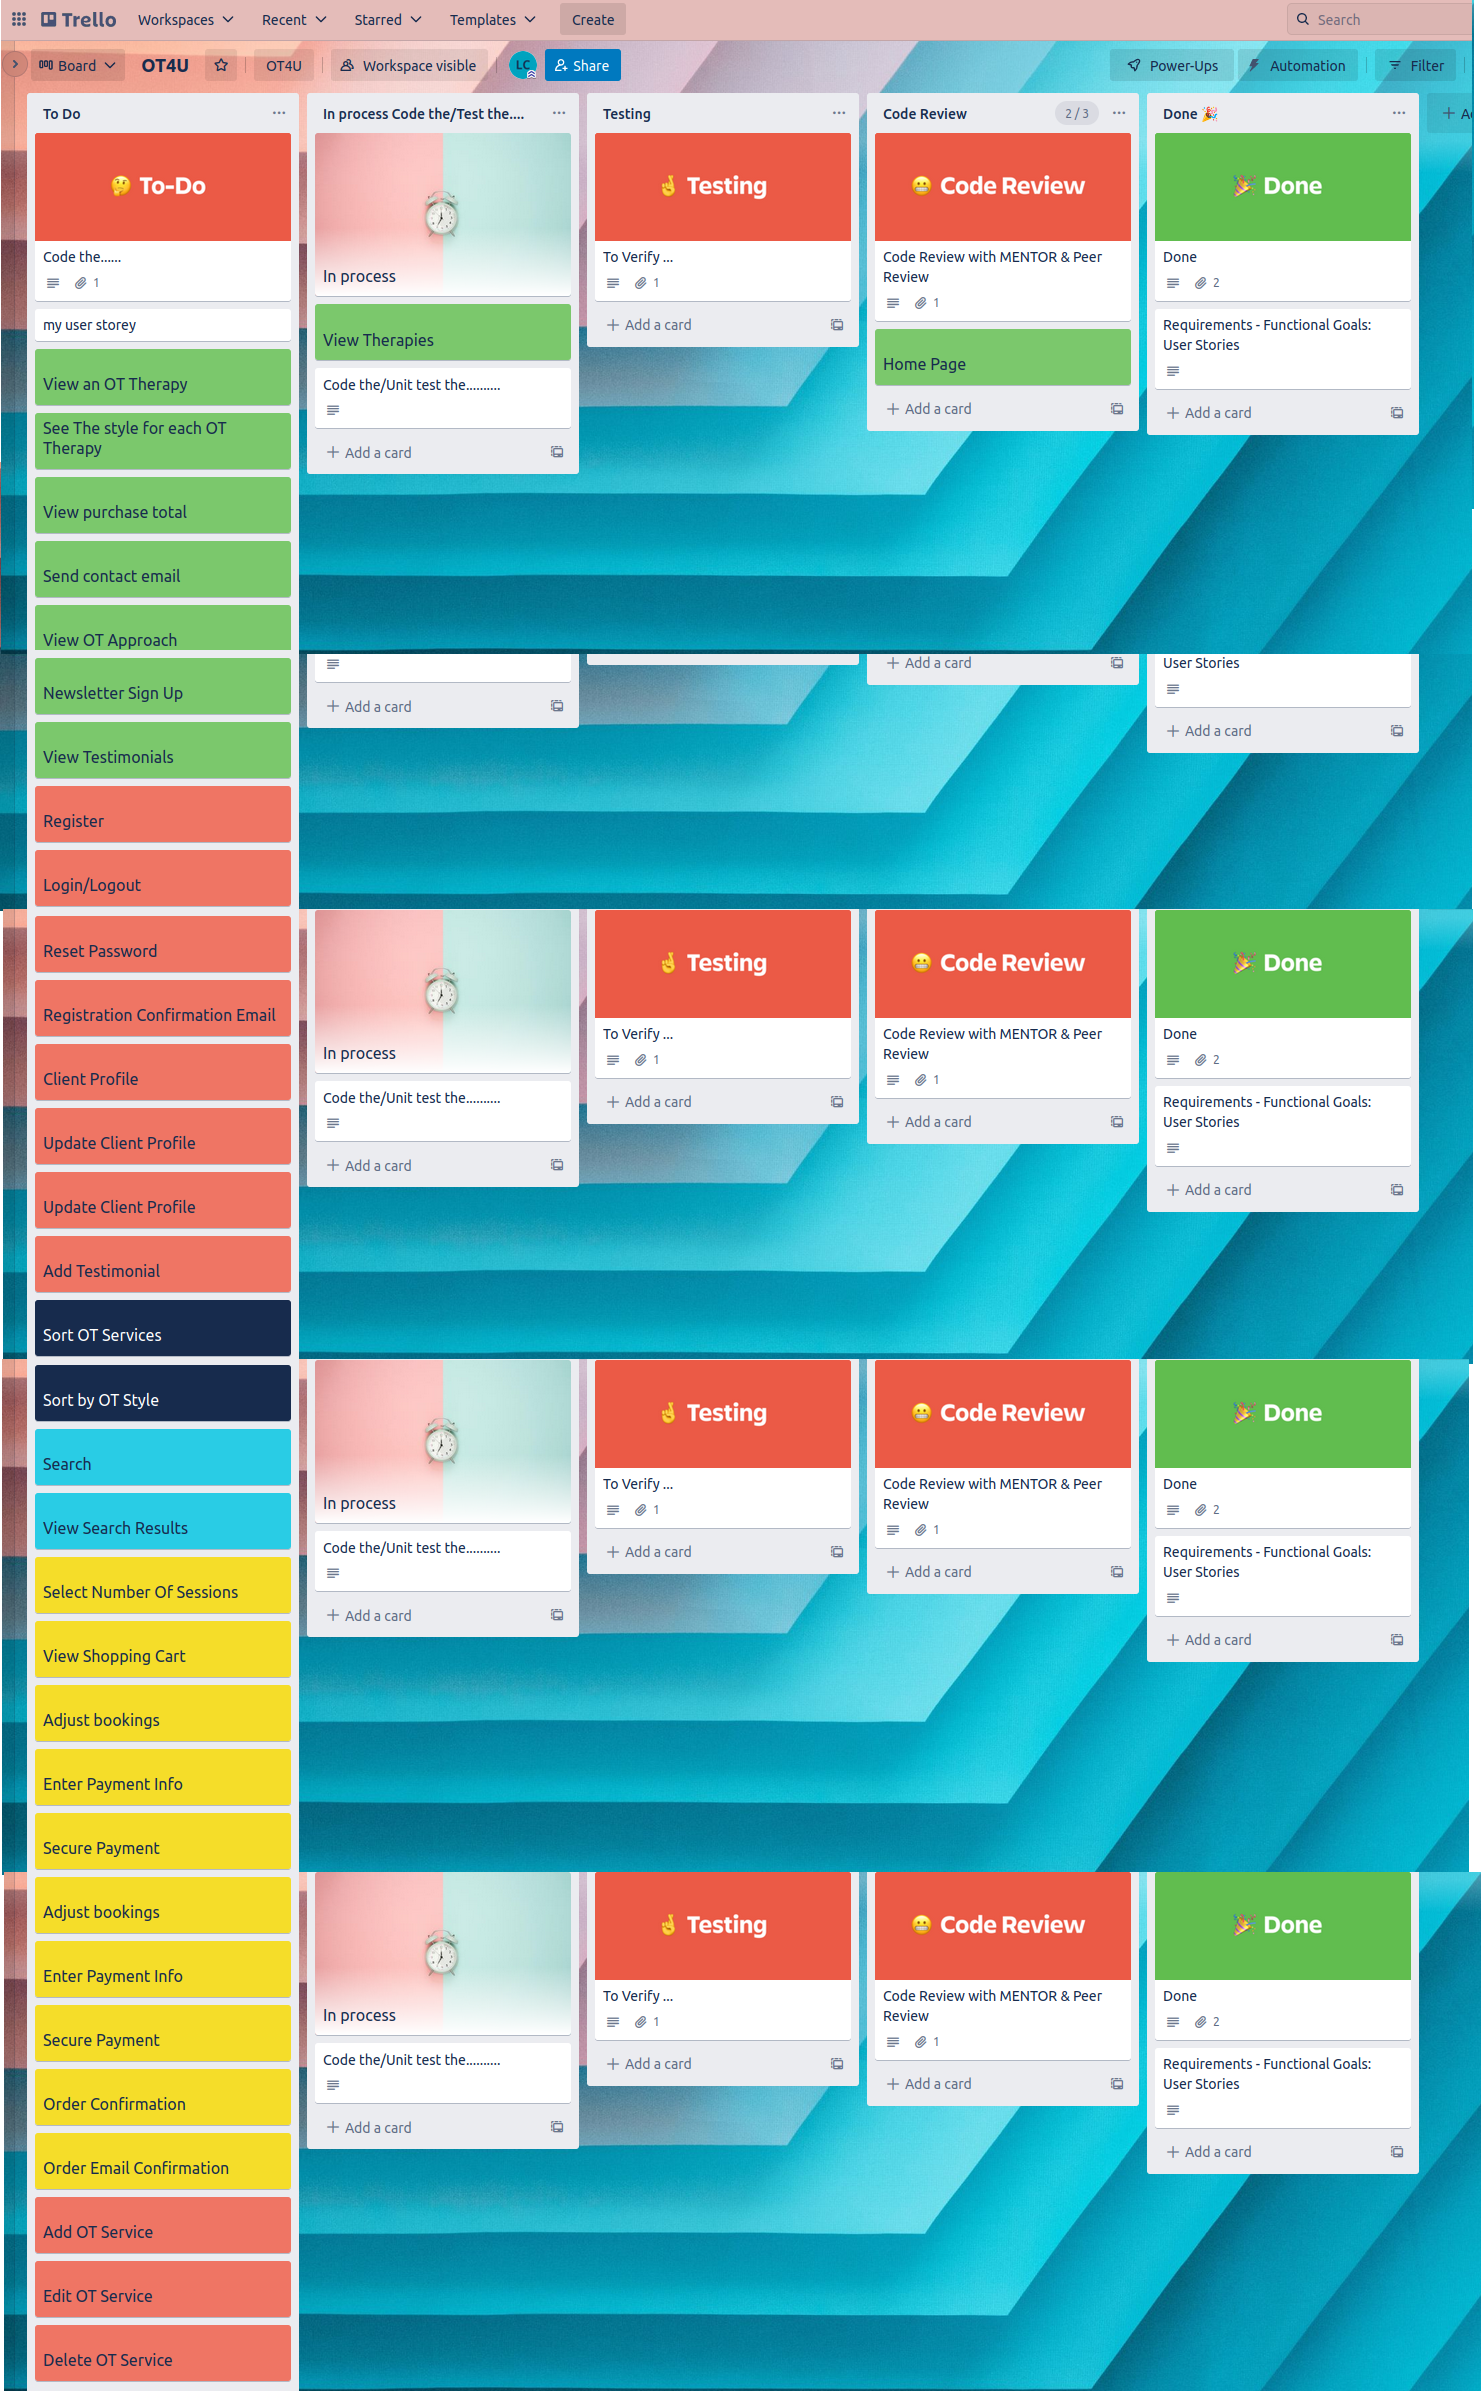 Trello Workspaces Recent Starred Templates Create Search
Board OT4U OT4U Workspace visible LC Share Power-Ups Automation Filter
To Do
🤔 To-Do
Code the......
1
my user storey
View an OT Therapy
See The style for each OT
Therapy
View purchase total
Send contact email
View OT Approach
Newsletter Sign Up
View Testimonials
Register
Login/Logout
Reset Password
Registration Confirmation Email
Client Profile
Update Client Profile
Update Client Profile
Add Testimonial
Sort OT Services
Sort by OT Style
Search
View Search Results
Select Number Of Sessions
View Shopping Cart
Adjust bookings
Enter Payment Info
Secure Payment
Adjust bookings
Enter Payment Info
Secure Payment
Order Confirmation
Order Email Confirmation
Add OT Service
Edit OT Service
Delete OT Service
In process Code the/Test the....
In process
View Therapies
Code the/Unit test the..........
+ Add a card
Testing
🤞 Testing
To Verify ...
1
+ Add a card
Code Review 2 / 3
😬 Code Review
Code Review with MENTOR & Peer
Review
1
Home Page
+ Add a card
Done 🎉
🎉 Done
Done
2
Requirements - Functional Goals:
User Stories
+ Add a card
+ Add a card
+ Add a card
User Stories
+ Add a card
In process
Code the/Unit test the..........
+ Add a card
🤞 Testing
To Verify ...
1
+ Add a card
😬 Code Review
Code Review with MENTOR & Peer
Review
1
+ Add a card
🎉 Done
Done
2
Requirements - Functional Goals:
User Stories
+ Add a card
In process
Code the/Unit test the..........
+ Add a card
🤞 Testing
To Verify ...
1
+ Add a card
😬 Code Review
Code Review with MENTOR & Peer
Review
1
+ Add a card
🎉 Done
Done
2
Requirements - Functional Goals:
User Stories
+ Add a card
In process
Code the/Unit test the..........
+ Add a card
🤞 Testing
To Verify ...
1
+ Add a card
😬 Code Review
Code Review with MENTOR & Peer
Review
1
+ Add a card
🎉 Done
Done
2
Requirements - Functional Goals:
User Stories
+ Add a card